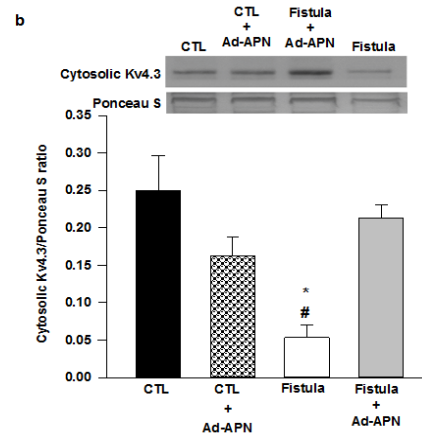 b
CTL
CTL
+
Ad-APN
Fistula
+
Ad-APN
Fistula
Cytosolic Kv4.3
Ponceau S
Cytosolic Kv4.3/Ponceau S ratio
0.35
0.30
0.25
0.20
0.15
0.10
0.05
0.00
*
#
CTL
CTL
+
Ad-APN
Fistula
Fistula
+
Ad-APN